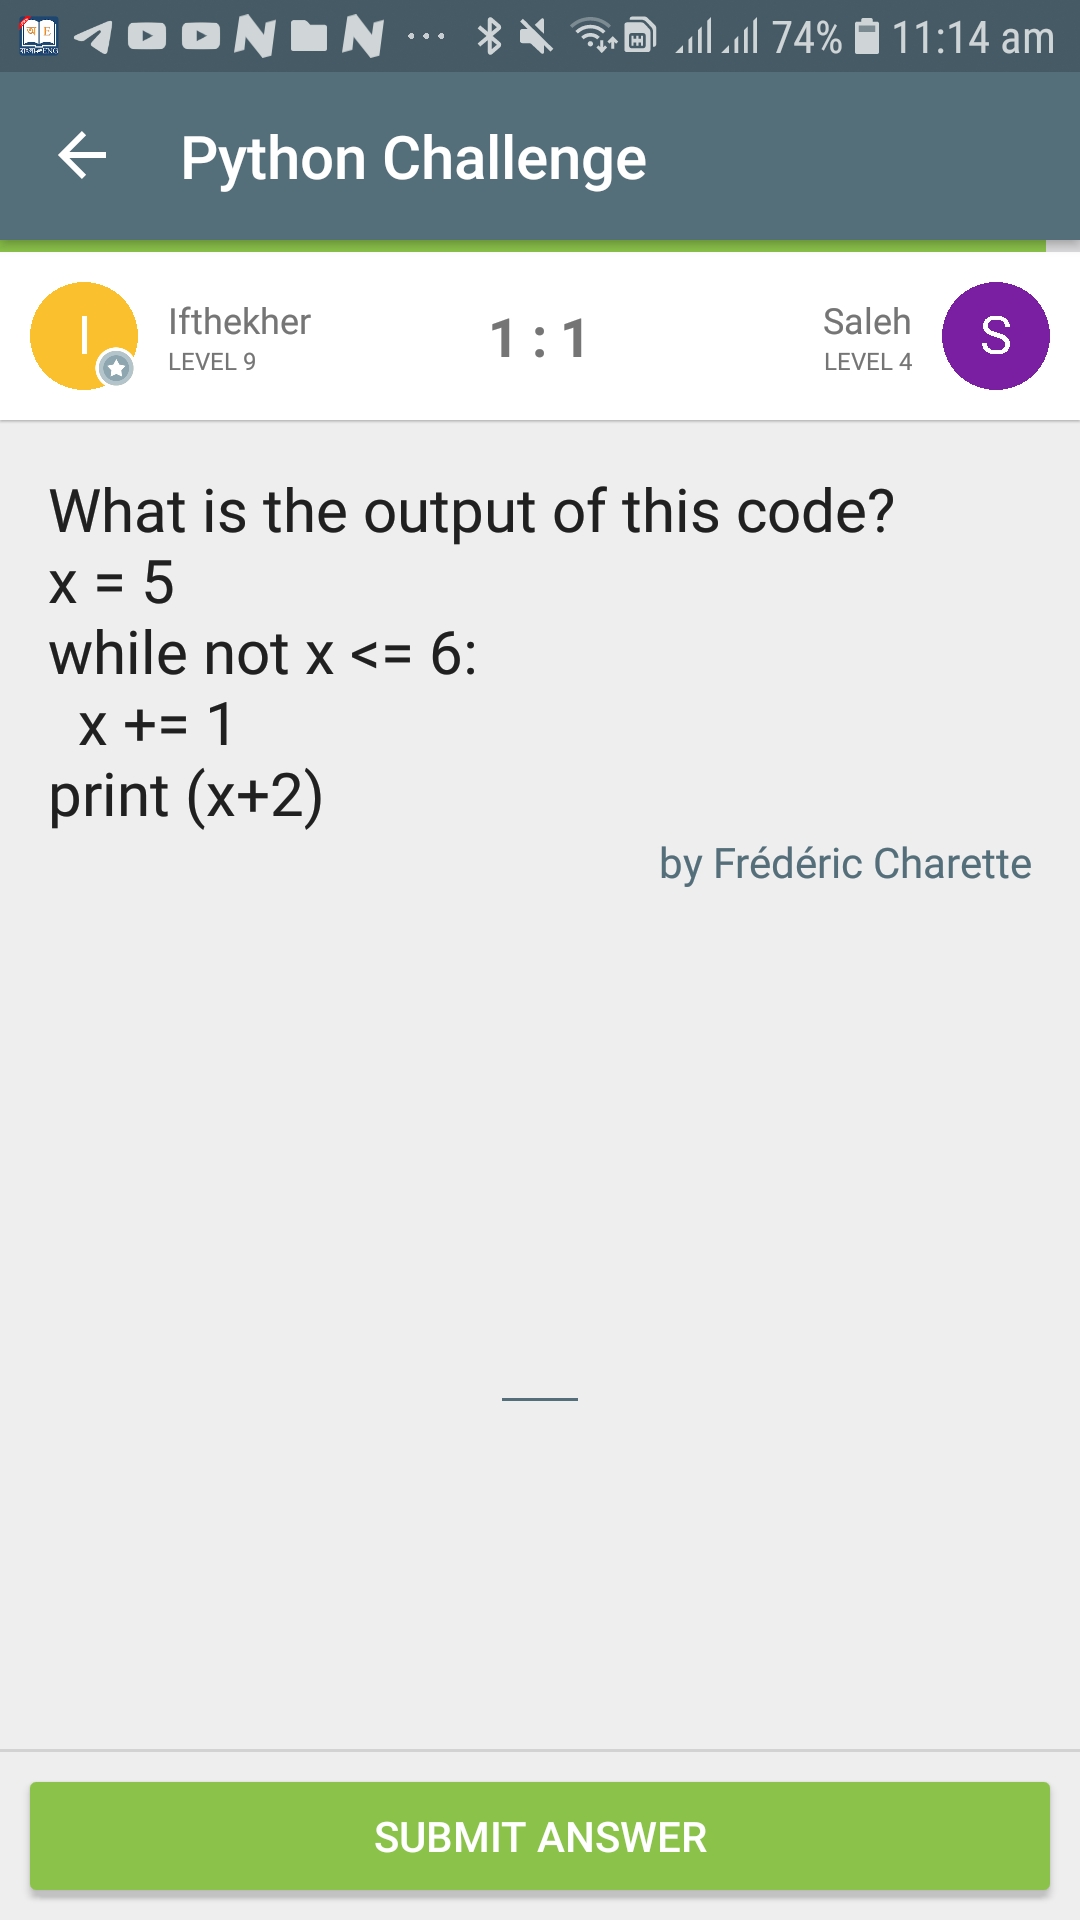 74% 11:14 am
Python Challenge
I
Ifthekher
LEVEL 9
1 : 1
Saleh
LEVEL 4
S
What is the output of this code?
x = 5
while not x <= 6:
  x += 1
print (x+2)
by Frédéric Charette
SUBMIT ANSWER